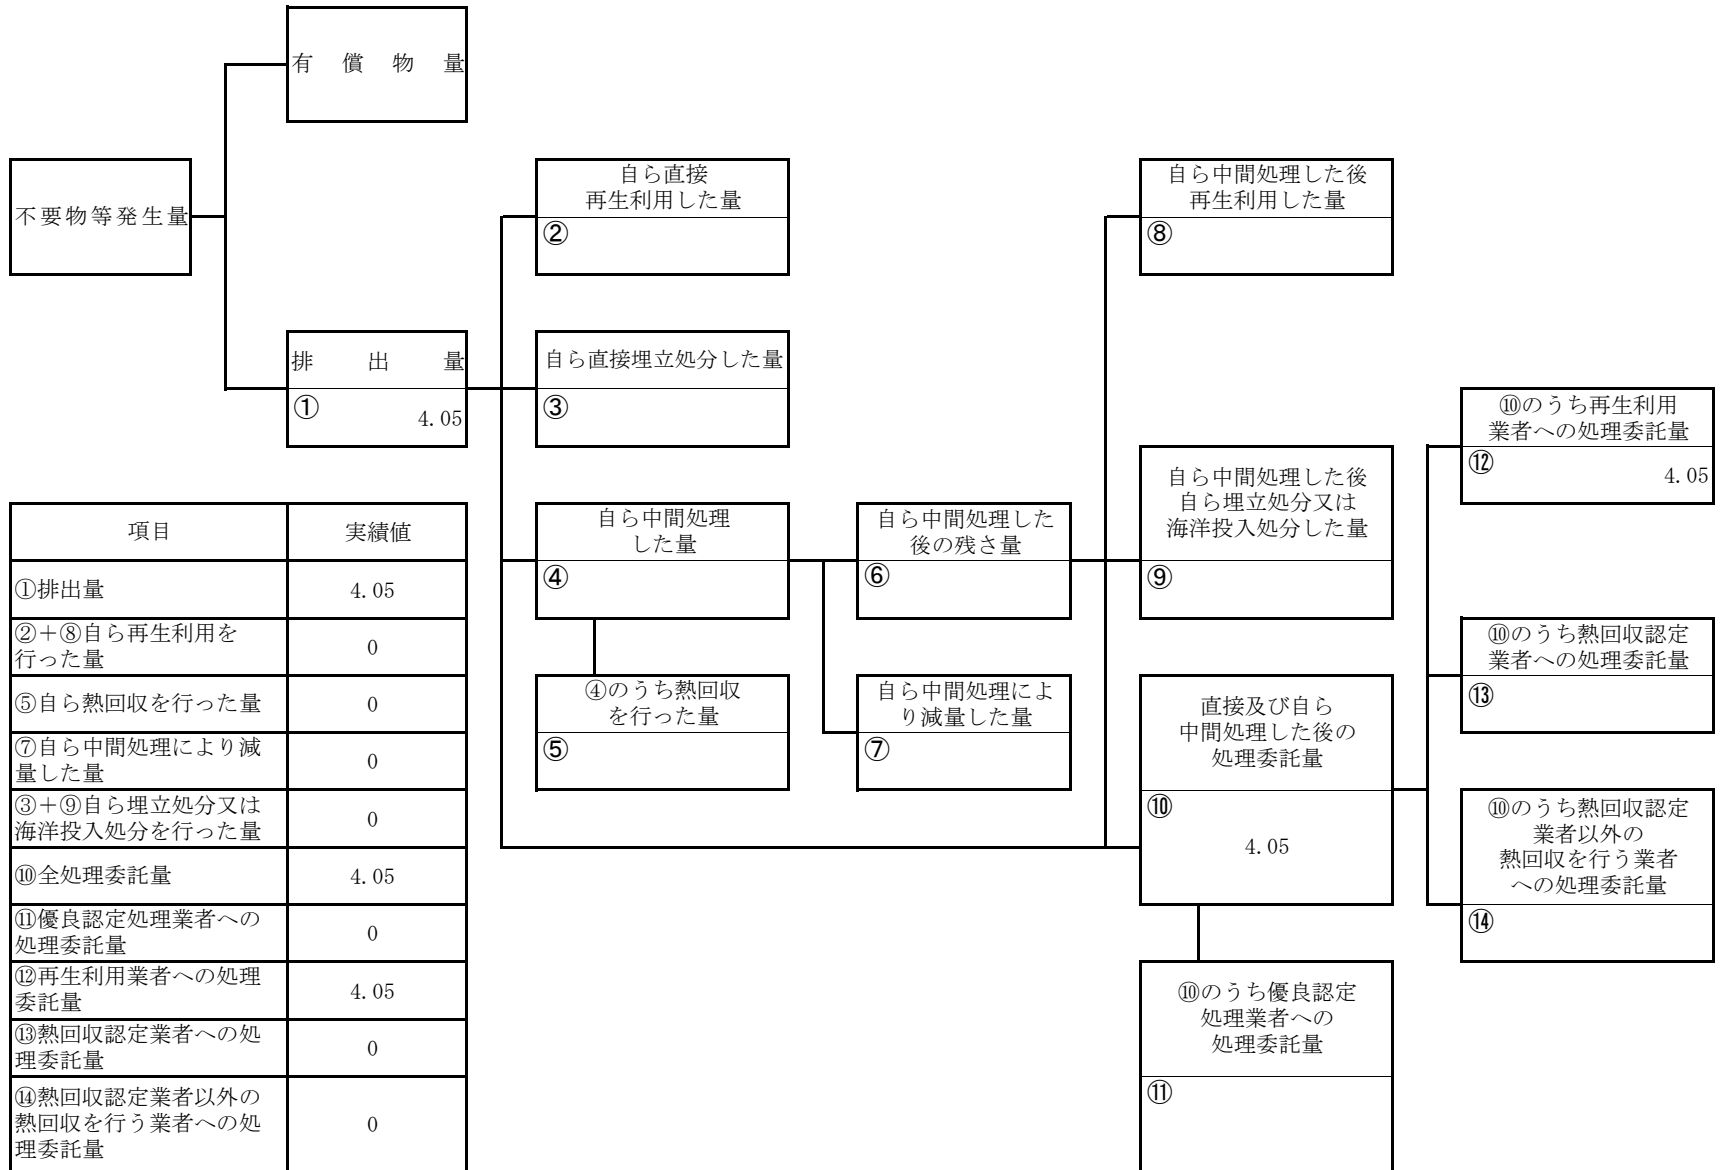 有償物量
不要物等発生量
自ら直接
再生利用した量
②
自ら中間処理した後
再生利用した量
⑧
排出量
①
4.05
自ら直接埋立処分した量
③
⑩のうち再生利用
業者への処理委託量
⑫
4.05
自ら中間処理した後
自ら埋立処分又は
海洋投入処分した量
⑨
自ら中間処理
した量
④
自ら中間処理した
後の残さ量
⑥
⑩のうち熱回収認定
業者への処理委託量
⑬
④のうち熱回収
を行った量
⑤
自ら中間処理によ
り減量した量
⑦
直接及び自ら
中間処理した後の
処理委託量
⑩
4.05
⑩のうち熱回収認定
業者以外の
熱回収を行う業者
への処理委託量
⑭
⑩のうち優良認定
処理業者への
処理委託量
⑪
項目 実績値
①排出量 4.05
②＋⑧自ら再生利用を
行った量 0
⑤自ら熱回収を行った量 0
⑦自ら中間処理により減
量した量 0
③＋⑨自ら埋立処分又は
海洋投入処分を行った量 0
⑩全処理委託量 4.05
⑪優良認定処理業者への
処理委託量 0
⑫再生利用業者への処理
委託量 4.05
⑬熱回収認定業者への処
理委託量 0
⑭熱回収認定業者以外の
熱回収を行う業者への処
理委託量 0